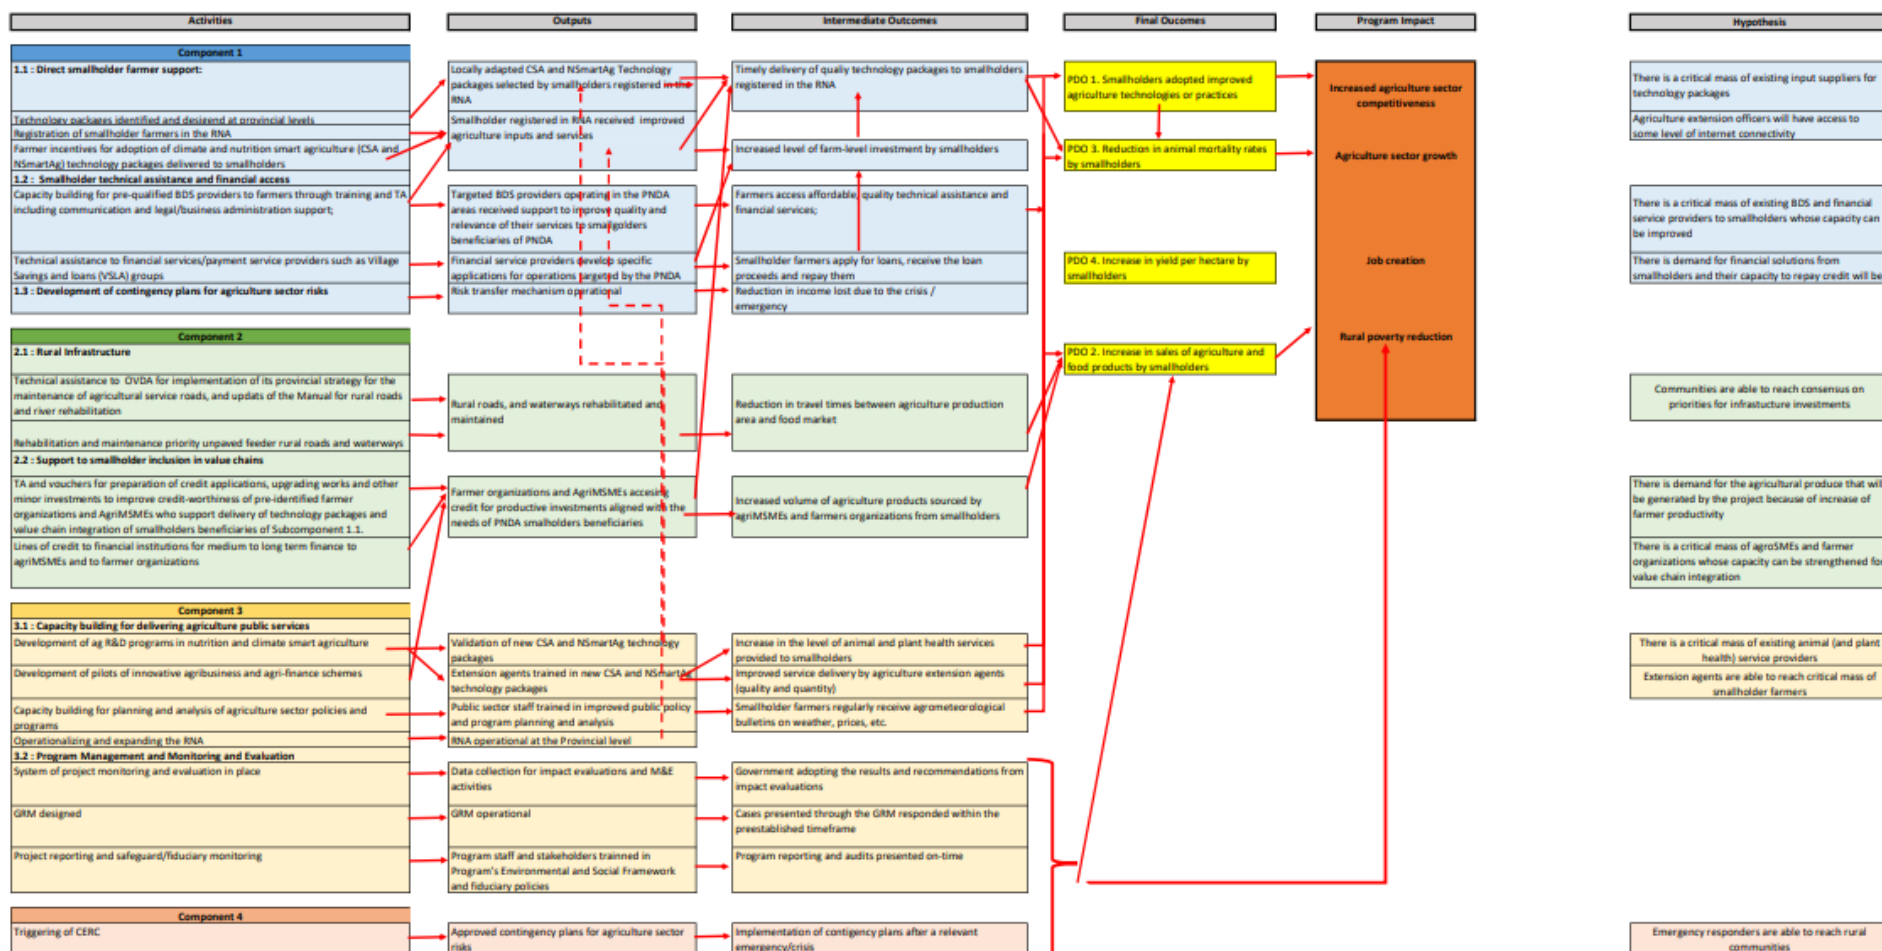 Activities
Outputs
Intermediate Outcomes
Final Oucomes
Program Impact
Hypothesis
Component 1
1.1 : Direct smallholder farmer support:
Technology packages identified and desigend at provincial levels
Registration of smallholder farmers in the RNA
Farmer incentives for adoption of climate and nutrition smart agriculture (CSA and
NSmartAg) technology packages delivered to smallholders
1.2 : Smallholder technical assistance and financial access
Capacity building for pre-qualified BDS providers to farmers through training and TA
including communication and legal/business administration support;
Technical assistance to financial services/payment service providers such as Village
Savings and loans (VSLA) groups
1.3 : Development of contingency plans for agriculture sector risks
Locally adapted CSA and NSmartAg Technology
packages selected by smallholders registered in the
RNA
Smallholder registered in RNA received improved
agriculture inputs and services
Targeted BDS providers operating in the PNDA
areas received support to improve quality and
relevance of their services to smallgolders
beneficiaries of PNDA
Financial service providers develop specific
applications for operations targeted by the PNDA
Risk transfer mechanism operational
Timely delivery of qualiy technology packages to smallholders
registered in the RNA
Increased level of farm-level investment by smallholders
Farmers access affordable, quality technical assistance and
financial services;
Smallholder farmers apply for loans, receive the loan
proceeds and repay them
Reduction in income lost due to the crisis /
emergency
PDO 1. Smallholders adopted improved
agriculture technologies or practices
PDO 3. Reduction in animal mortality rates
by smallholders
PDO 4. Increase in yield per hectare by
smallholders
PDO 2. Increase in sales of agriculture and
food products by smallholders
Increased agriculture sector
competitiveness
Agriculture sector growth
Job creation
Rural poverty reduction
There is a critical mass of existing input suppliers for
technology packages
Agriculture extension officers will have access to
some level of internet connectivity
There is a critical mass of existing BDS and financial
service providers to smallholders whose capacity can
be improved
There is demand for financial solutions from
smallholders and their capacity to repay credit will be
Component 2
2.1 : Rural Infrastructure
Technical assistance to OVDA for implementation of its provincial strategy for the
maintenance of agricultural service roads, and updats of the Manual for rural roads
and river rehabilitation
Rehabilitation and maintenance priority unpaved feeder rural roads and waterways
2.2 : Support to smallholder inclusion in value chains
TA and vouchers for preparation of credit applications, upgrading works and other
minor investments to improve credit-worthiness of pre-identified farmer
organizations and AgriMSMEs who support delivery of technology packages and
value chain integration of smallholders beneficiaries of Subcomponent 1.1.
Lines of credit to financial institutions for medium to long term finance to
agriMSMEs and to farmer organizations
Rural roads, and waterways rehabilitated and
maintained
Farmer organizations and AgriMSMEs accesing
credit for productive investments aligned with the
needs of PNDA smalholders beneficiaries
Reduction in travel times between agriculture production
area and food market
Increased volume of agriculture products sourced by
agriMSMEs and farmers organizations from smallholders
Communities are able to reach consensus on
priorities for infrastucture investments
There is demand for the agricultural produce that will
be generated by the project because of increase of
farmer productivity
There is a critical mass of agroSMEs and farmer
organizations whose capacity can be strengthened for
value chain integration
Component 3
3.1 : Capacity building for delivering agriculture public services
Development of ag R&D programs in nutrition and climate smart agriculture
Development of pilots of innovative agribusiness and agri-finance schemes
Capacity building for planning and analysis of agriculture sector policies and
programs
Operationalizing and expanding the RNA
3.2 : Program Management and Monitoring and Evaluation
System of project monitoring and evaluation in place
GRM designed
Project reporting and safeguard/fiduciary monitoring
Validation of new CSA and NSmartAg technology
packages
Extension agents trained in new CSA and NSmartAg
technology packages
Public sector staff trained in improved public policy
and program planning and analysis
RNA operational at the Provincial level
Data collection for impact evaluations and M&E
activities
GRM operational
Program staff and stakeholders trainned in
Program's Environmental and Social Framework
and fiduciary policies
Increase in the level of animal and plant health services
provided to smallholders
Improved service delivery by agriculture extension agents
(quality and quantity)
Smallholder farmers regularly receive agrometeorological
bulletins on weather, prices, etc.
Government adopting the results and recommendations from
impact evaluations
Cases presented through the GRM responded within the
preestablished timeframe
Program reporting and audits presented on-time
There is a critical mass of existing animal (and plant
health) service providers
Extension agents are able to reach critical mass of
smallholder farmers
Component 4
Triggering of CERC
Approved contingency plans for agriculture sector
risks
Implementation of contigency plans after a relevant
emergency/crisis
Emergency responders are able to reach rural
communities